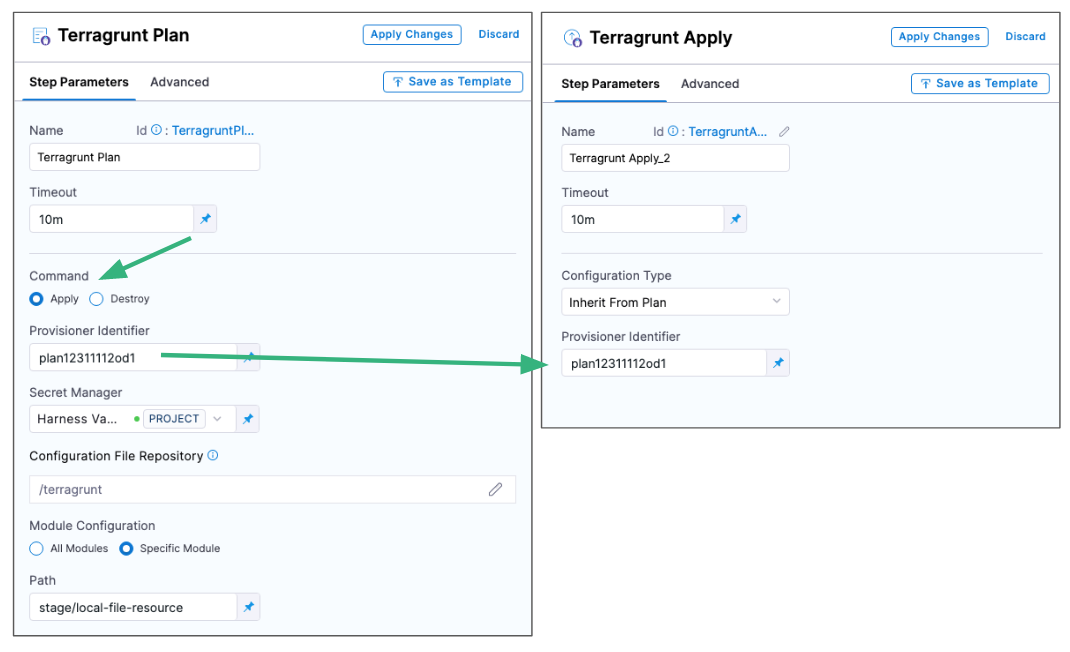 Terragrunt Plan
Apply Changes
Discard
Step Parameters
Advanced
Save as Template
Name
Id : TerragruntPl...
Terragrunt Plan
Timeout
10m
Command
Apply
Destroy
Provisioner Identifier
plan12311112od1
Secret Manager
Harness Va...
PROJECT
Configuration File Repository
/terragrunt
Module Configuration
All Modules
Specific Module
Path
stage/local-file-resource
Terragrunt Apply
Apply Changes
Discard
Step Parameters
Advanced
Save as Template
Name
Id : TerragruntA...
Terragrunt Apply_2
Timeout
10m
Configuration Type
Inherit From Plan
Provisioner Identifier
plan12311112od1